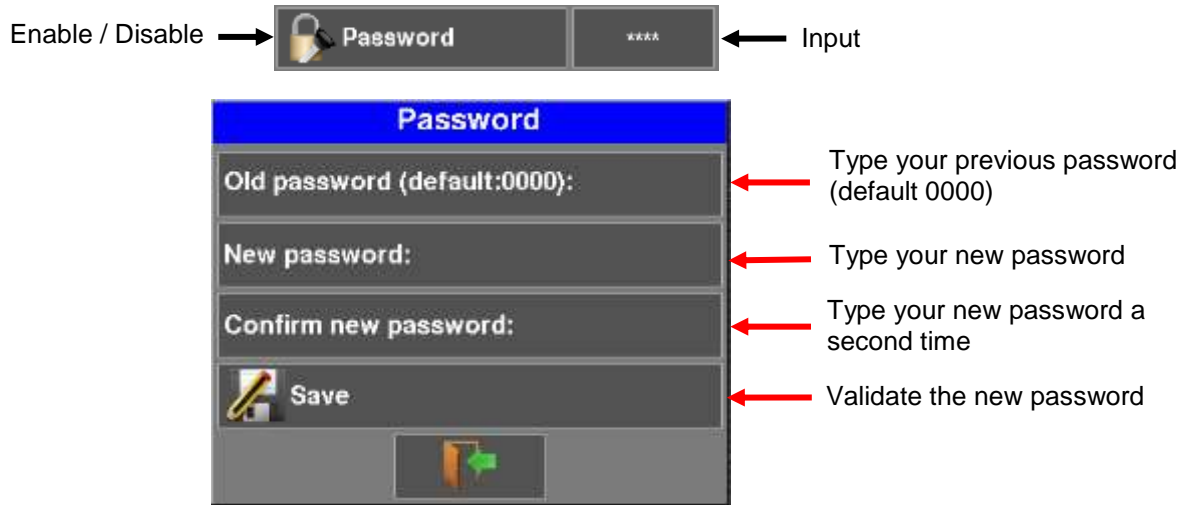 Enable / Disable
Password
****
Input
Password
Old password (default:0000):
Type your previous password
(default 0000)
New password:
Type your new password
Confirm new password:
Type your new password a
second time
Save
Validate the new password